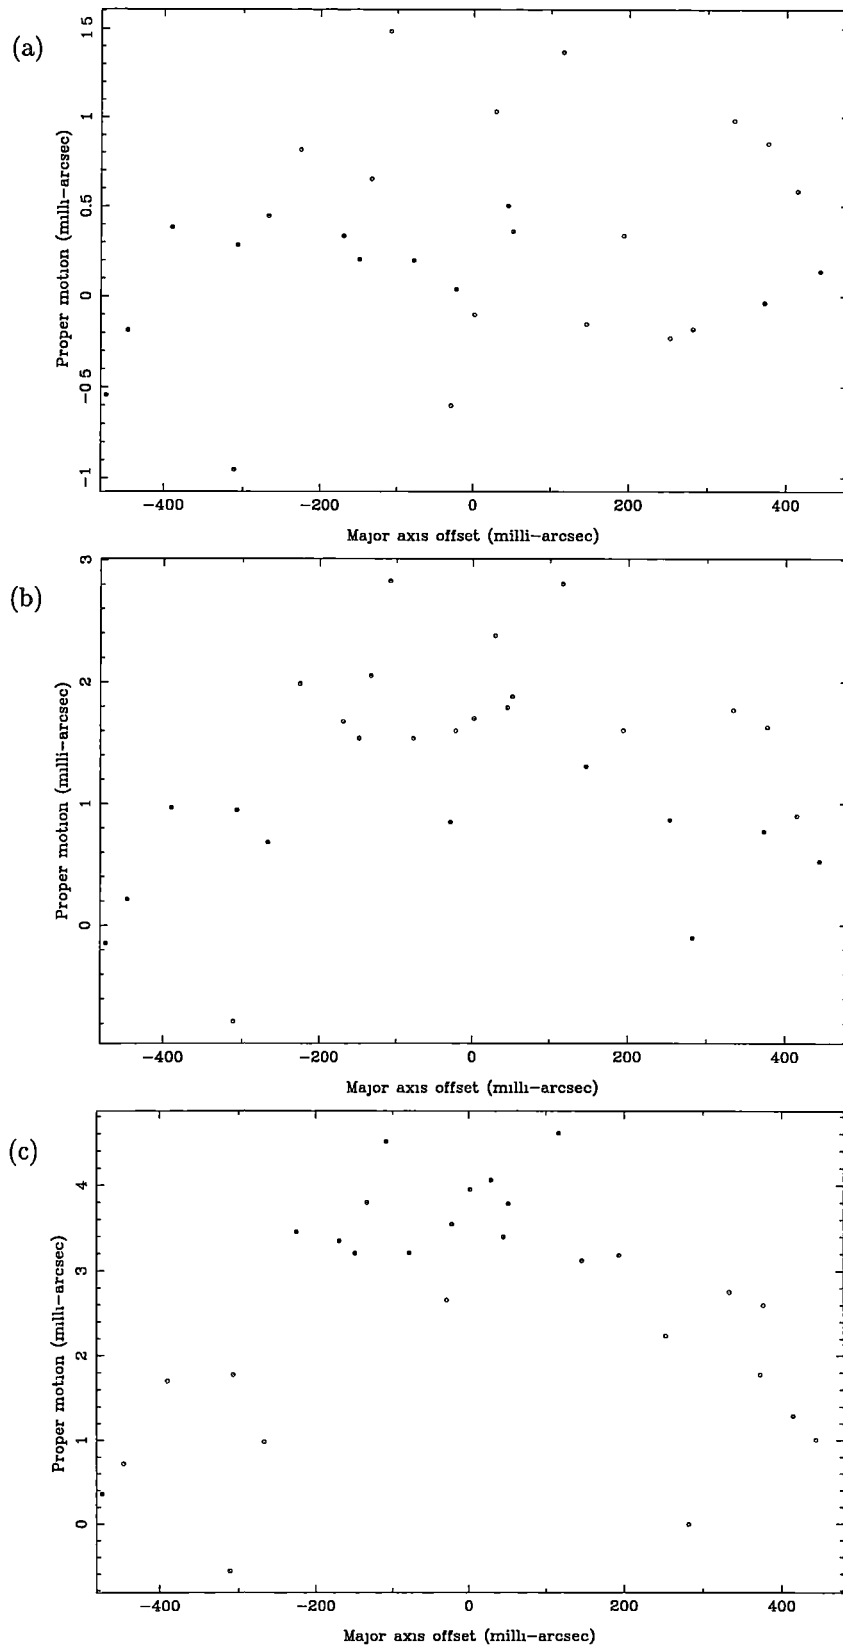 (a)
15
1
0.5
0
−0.5
−1
Proper motion (milli−arcsec)
−400 −200 0 200 400
Major axis offset (milli−arcsec)
(b)
3
2
1
0
Proper motion (milli−arcsec)
−400 −200 0 200 400
Major axis offset (milli−arcsec)
(c)
4
3
2
1
0
Proper motion (milli−arcsec)
−400 −200 0 200 400
Major axis offset (milli−arcsec)